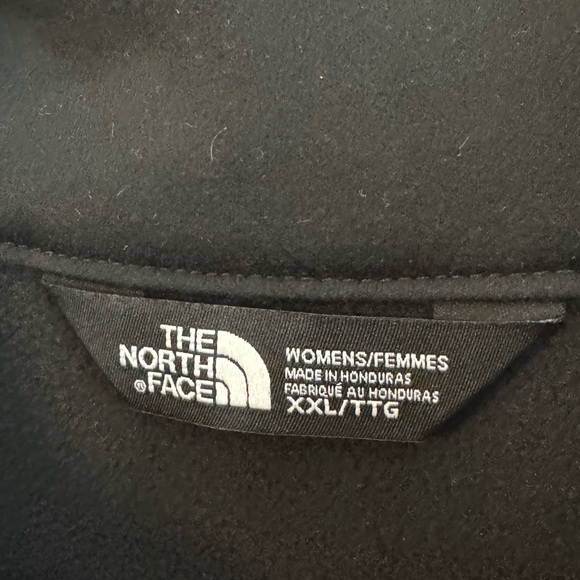 THE
NORTH
®FACE
WOMENS/FEMMES
MADE IN HONDURAS
FABRIQUÉ AU HONDURAS
XXL/TTG